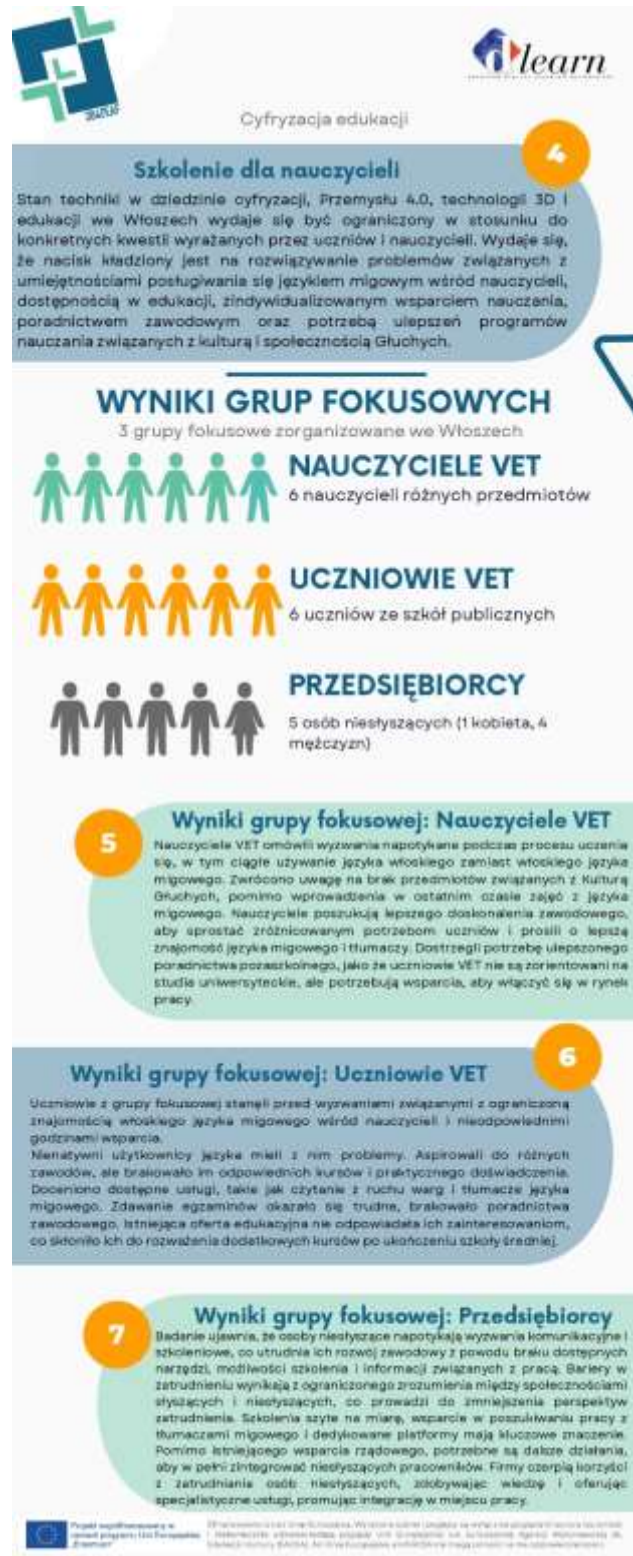 d-learn
Cyfryzacja edukacji
4
Szkolenie dla nauczycieli
Stan techniki w dziedzinie cyfryzacji, Przemysłu 4.0, technologii 3D i
edukacji we Włoszech wydaje się być ograniczony w stosunku do
konkretnych kwestii wyrażanych przez uczniów i nauczycieli. Wydaje się,
że nacisk kładziony jest na rozwiązywanie problemów związanych z
umiejętnościami posługiwania się językiem migowym wśród nauczycieli,
dostępnością w edukacji, zindywidualizowanym wsparciem nauczania,
poradnictwem zawodowym oraz potrzebą ulepszeń programów
nauczania związanych z kulturą i społecznością Głuchych.
WYNIKI GRUP FOKUSOWYCH
3 grupy fokusowe zorganizowane we Włoszech
NAUCZYCIELE VET
6 nauczycieli różnych przedmiotów
UCZNIOWIE VET
6 uczniów ze szkół publicznych
PRZEDSIĘBIORCY
5 osób niesłyszących (1 kobieta, 4
mężczyzn)
5
Wyniki grupy fokusowej: Nauczyciele VET
Nauczyciele VET omówili wyzwania napotykane podczas procesu uczenia
się, w tym ciągłe używanie języka włoskiego zamiast włoskiego języka
migowego. Zwrócono uwagę na brak przedmiotów związanych z Kulturą
Głuchych, pomimo wprowadzenia w ostatnim czasie zajęć z języka
migowego. Nauczyciele poszukują lepszego doskonalenia zawodowego,
aby sprostać zróżnicowanym potrzebom uczniów i prosili o lepszą
znajomość języka migowego i tłumaczy. Dostrzegli potrzebę ulepszonego
poradnictwa pozaszkolnego, jako że uczniowie VET nie są zorientowani na
studia uniwersyteckie, ale potrzebują wsparcia, aby włączyć się w rynek
pracy.
6
Wyniki grupy fokusowej: Uczniowie VET
Uczniowie z grupy fokusowej stanęli przed wyzwaniami związanymi z ograniczoną
znajomością włoskiego języka migowego wśród nauczycieli i nieodpowiednimi
godzinami wsparcia.
Nienatywni użytkownicy języka mieli z nim problemy. Aspirowali do różnych
zawodów, ale brakowało im odpowiednich kursów i praktycznego doświadczenia.
Doceniono dostępne usługi, takie jak czytanie z ruchu warg i tłumacze języka
migowego. Zdawanie egzaminów okazało się trudne, brakowało poradnictwa
zawodowego. Istniejąca oferta edukacyjna nie odpowiadała ich zainteresowaniom,
co skłoniło ich do rozważenia dodatkowych kursów po ukończeniu szkoły średniej.
7
Wyniki grupy fokusowej: Przedsiębiorcy
Badanie ujawnia, że osoby niesłyszące napotykają wyzwania komunikacyjne i
szkoleniowe, co utrudnia ich rozwój zawodowy z powodu braku dostępnych
narzędzi, możliwości szkolenia i informacji związanych z pracą. Bariery w
zatrudnieniu wynikają z ograniczonego zrozumienia między społecznościami
słyszących i niesłyszących, co prowadzi do zmniejszenia perspektyw
zatrudnienia. Szkolenia szyte na miarę, wsparcie w poszukiwaniu pracy z
tłumaczami migowego i dedykowane platformy mają kluczowe znaczenie.
Pomimo istniejącego wsparcia rządowego, potrzebne są dalsze działania,
aby w pełni zintegrować niesłyszących pracowników. Firmy czerpią korzyści
z zatrudniania osób niesłyszących, zdobywając wiedzę i oferując
specjalistyczne usługi, promując integrację w miejscu pracy.
Projekt współfinansowany w
ramach programu Unii Europejskiej
„Erasmus+”